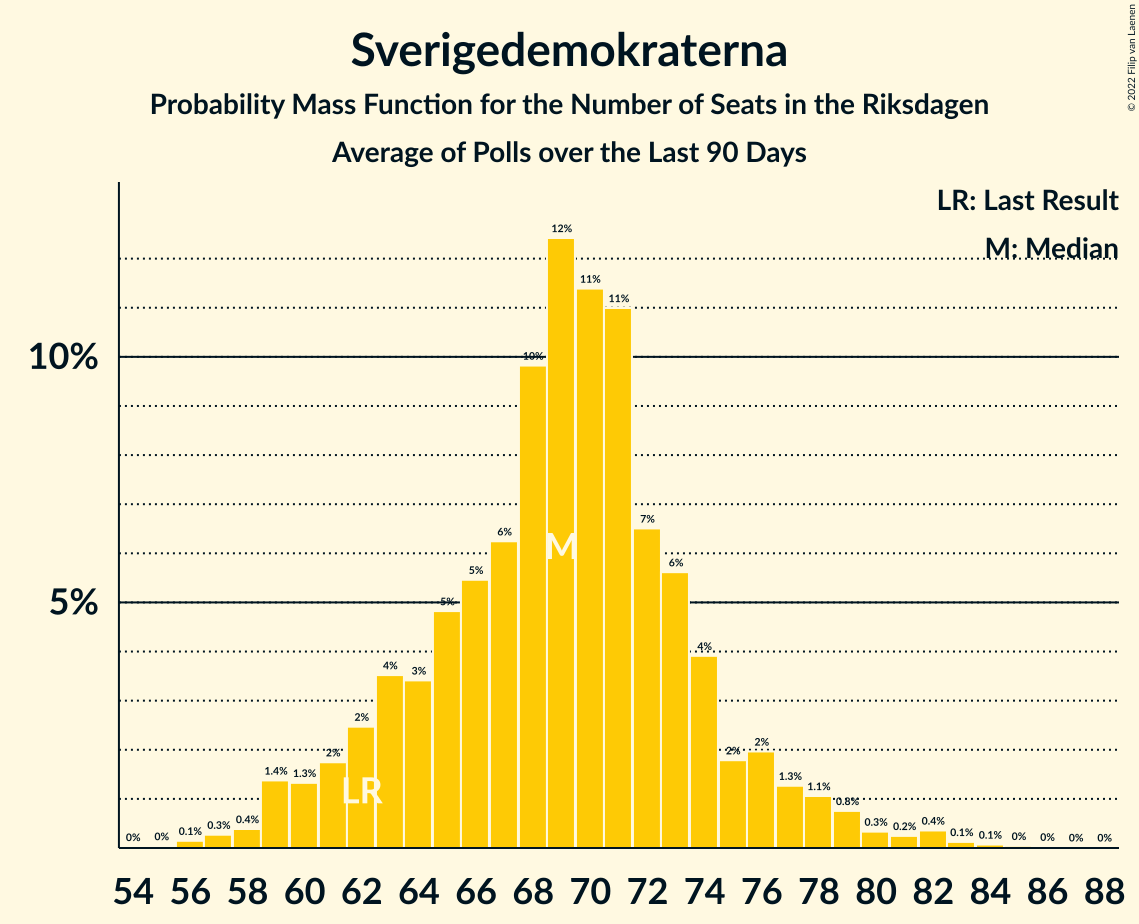 Sverigedemokraterna
Probability Mass Function for the Number of Seats in the Riksdagen
Average of Polls over the Last 90 Days
© 2022 Filip van Laenen
LR: Last Result
M: Median
10%
5%
0% 0% 0.1% 0.3% 0.4% 1.4% 1.3% 2% 2% 4% 3% 5% 5% 6% 10% 12% 11% 11% 7% 6% 4% 2% 2% 1.3% 1.1% 0.8% 0.3% 0.2% 0.4% 0.1% 0.1% 0% 0% 0% 0%
M
LR
54 56 58 60 62 64 66 68 70 72 74 76 78 80 82 84 86 88